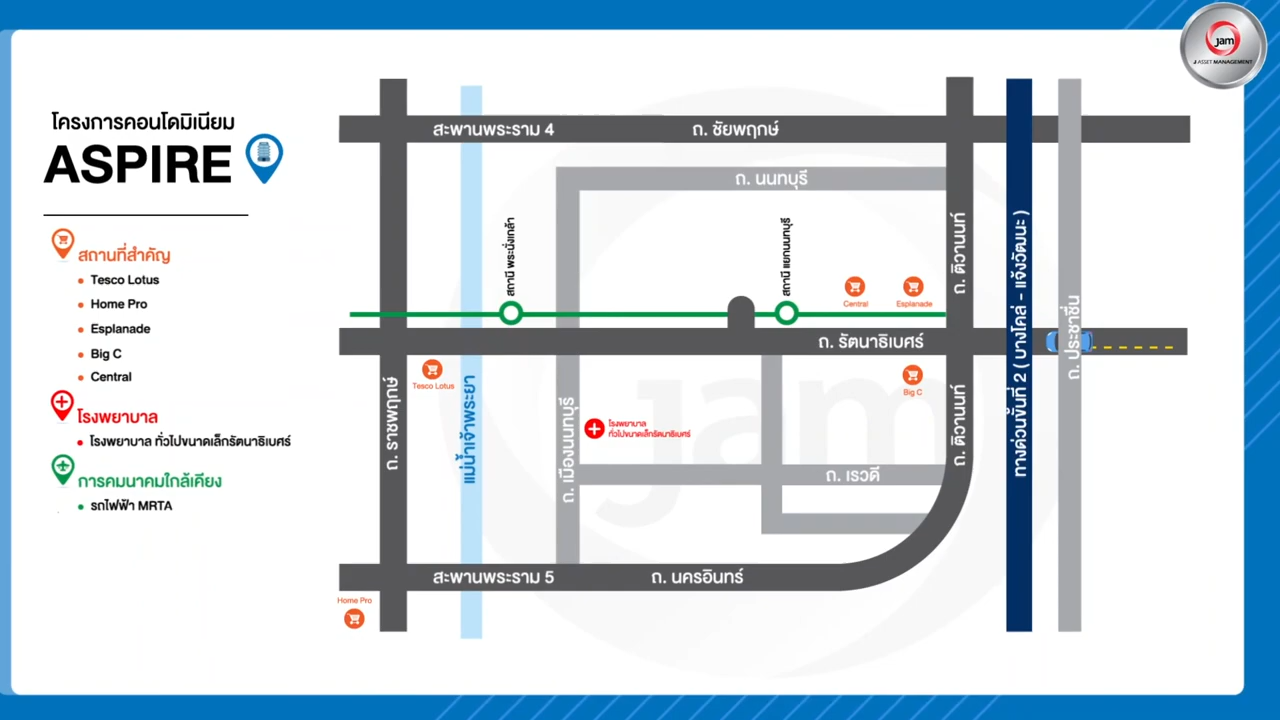 jam
J ASSET MANAGEMENT
โครงการคอนโดมิเนียม
ASPIRE
สถานที่สำคัญ
Tesco Lotus
Home Pro
Esplanade
Big C
Central
โรงพยาบาล
โรงพยาบาล ทั่วไปขนาดเล็กรัตนาธิเบศร์
การคมนาคมใกล้เคียง
รถไฟฟ้า MRTA
สะพานพระราม 4
ถ. ชัยพฤกษ์
ถ. นนทบุรี
สถานี พระนั่งเกล้า
สถานี แยกนนทบุรี
Central
Esplanade
ถ. ติวานนท์
ทางด่วนขั้นที่ 2 ( บางโคล่ - แจ้งวัฒนะ )
ถ. ประชาชื่น
ถ. รัตนาธิเบศร์
Tesco Lotus
Big C
ถ. ราชพฤกษ์
แม่น้ำเจ้าพระยา
ถ. เมืองนนทบุรี
โรงพยาบาล
ทั่วไปขนาดเล็กรัตนาธิเบศร์
ถ. ติวานนท์
ถ. เรวดี
jam
สะพานพระราม 5
ถ. นครอินทร์
Home Pro